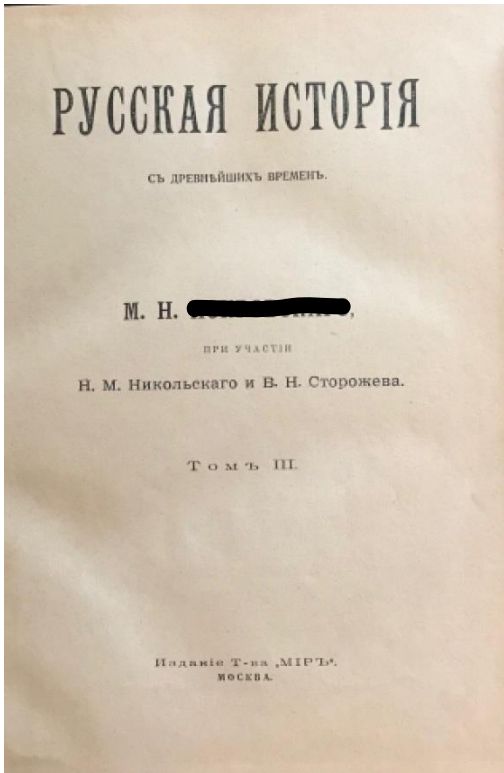 РУССКАЯ ИСТОРІЯ
СЪ ДРЕВНѢЙШИХЪ ВРЕМЕНЪ.
М. Н.
ПРИ УЧАСТІИ
Н. М. Никольскаго и В. Н. Сторожева.
Томъ III.
Изданіе Т-ва „МІРЪ“.
МОСКВА.